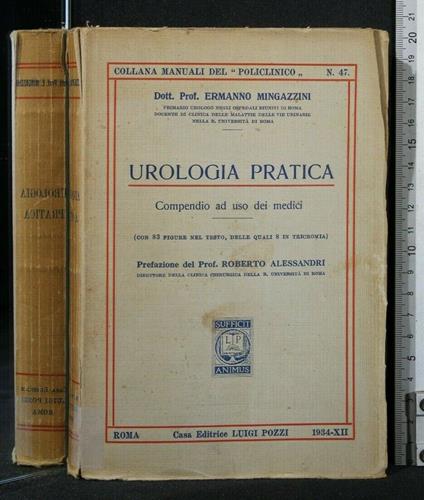 COLLANA MANUALI DEL "POLICLINICO„ N. 47.
Dott. Prof. ERMANNO MINGAZZINI
PRIMARIO UROLOGO NEGLI OSPEDALI RIUNITI DI ROMA
DOCENTE DI CLINICA DELLE MALATTIE DELLE VIE URINARIE
NELLA R. UNIVERSITÀ DI ROMA
UROLOGIA PRATICA
Compendio ad uso dei medici
(CON 83 FIGURE NEL TESTO, DELLE QUALI 8 IN TRICROMIA)
Prefazione del Prof. ROBERTO ALESSANDRI
DIRETTORE DELLA CLINICA CHIRURGICA DELLA R. UNIVERSITÀ DI ROMA
SUFFICIT
L P
ANIMUS
ROMA Casa Editrice LUIGI POZZI 1934-XII
UROLOGIA
PRATICA
LUIGI POZZI
ROMA